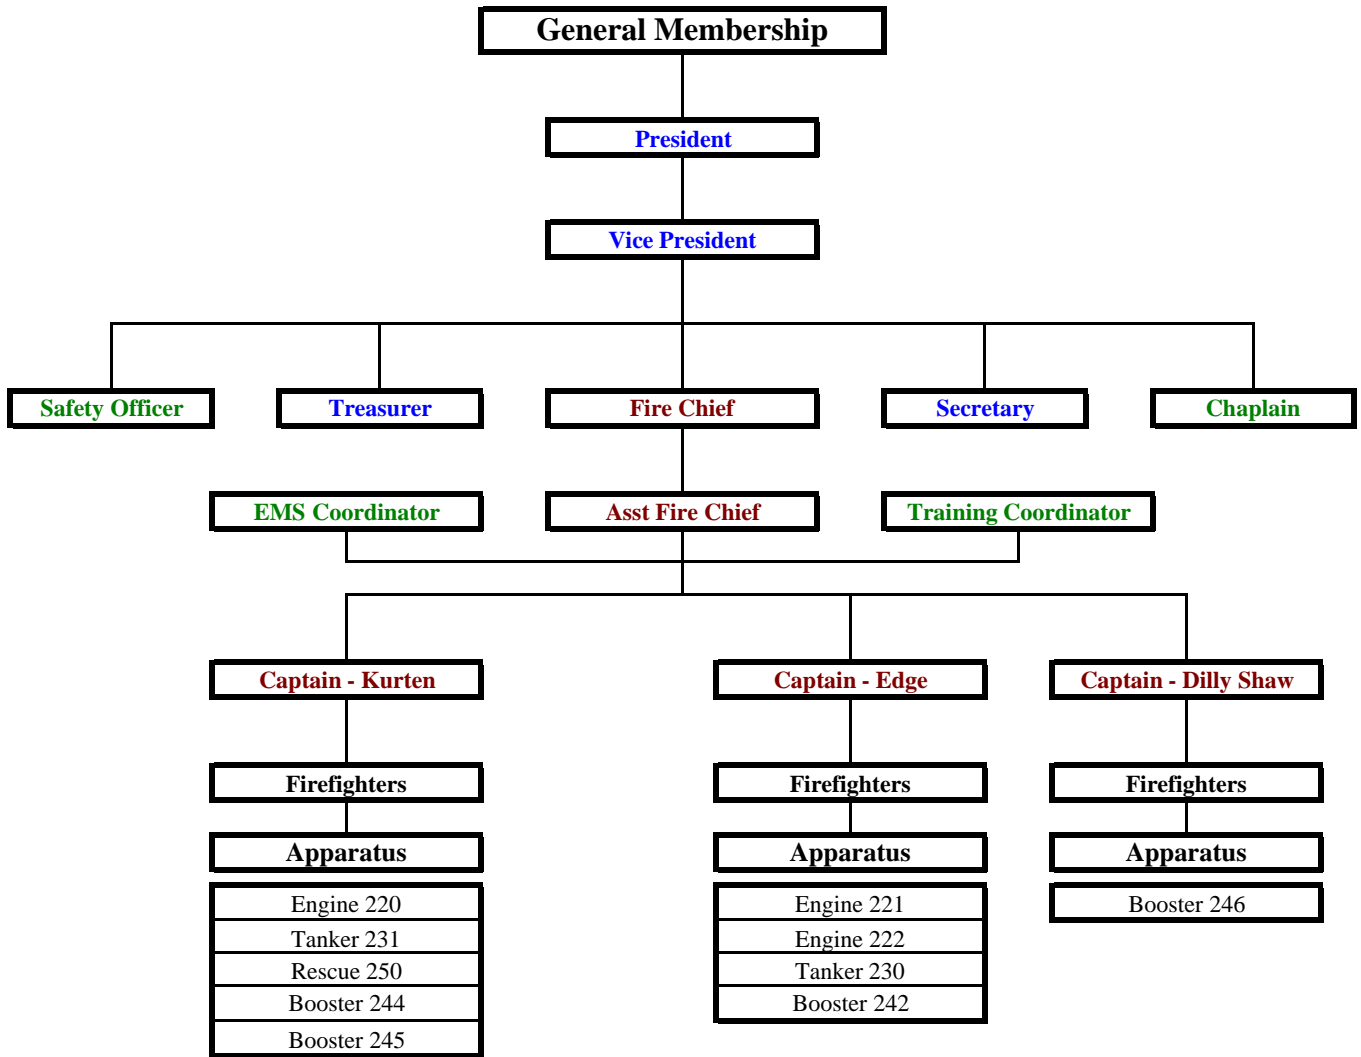 General Membership
President
Vice President
Safety Officer
Treasurer
Fire Chief
Secretary
Chaplain
EMS Coordinator
Asst Fire Chief
Training Coordinator
Captain - Kurten
Captain - Edge
Captain - Dilly Shaw
Firefighters
Firefighters
Firefighters
Apparatus
Apparatus
Apparatus
Engine 220
Tanker 231
Rescue 250
Booster 244
Booster 245
Engine 221
Engine 222
Tanker 230
Booster 242
Booster 246